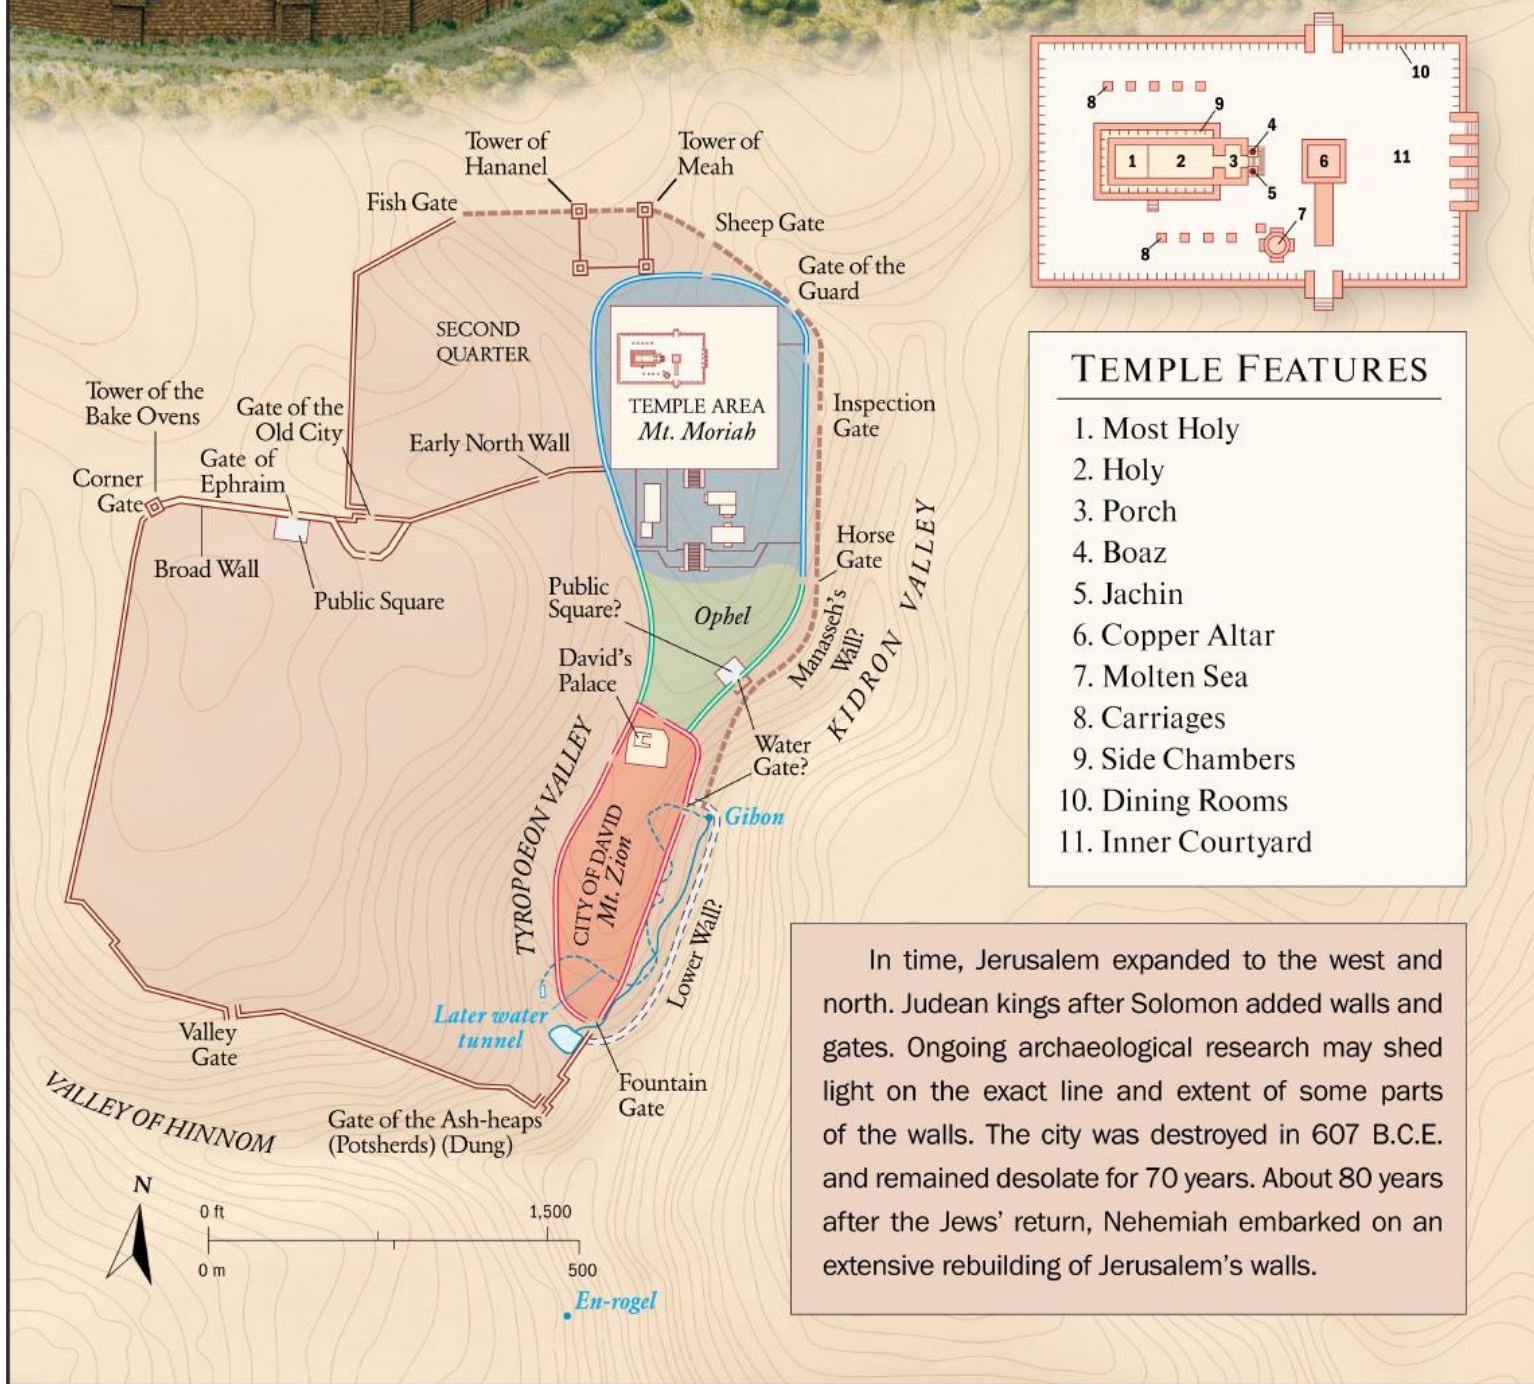 Tower of
Hananel
Tower of
Meah
Fish Gate
Sheep Gate
Gate of the
Guard
SECOND
QUARTER
TEMPLE AREA
Mt. Moriah
Tower of the
Bake Ovens
Gate of the
Old City
Early North Wall
Inspection
Gate
Corner
Gate
Gate of
Ephraim
Broad Wall
Public Square
Horse
Gate
Public
Square?
Ophel
Manasseh's
Wall?
KIDRON VALLEY
David's
Palace
Water
Gate?
TYROPOEON VALLEY
CITY OF DAVID
Mt. Zion
Gihon
Lower Wall?
Later water
tunnel
Valley
Gate
Fountain
Gate
VALLEY OF HINNOM
Gate of the Ash-heaps
(Potsherds) (Dung)
N
0 ft 1,500
0 m 500
En-rogel
10
8
9
4
1 2 3 6 11
5
7
8
TEMPLE FEATURES
1. Most Holy
2. Holy
3. Porch
4. Boaz
5. Jachin
6. Copper Altar
7. Molten Sea
8. Carriages
9. Side Chambers
10. Dining Rooms
11. Inner Courtyard
In time, Jerusalem expanded to the west and
north. Judean kings after Solomon added walls and
gates. Ongoing archaeological research may shed
light on the exact line and extent of some parts
of the walls. The city was destroyed in 607 B.C.E.
and remained desolate for 70 years. About 80 years
after the Jews' return, Nehemiah embarked on an
extensive rebuilding of Jerusalem's walls.